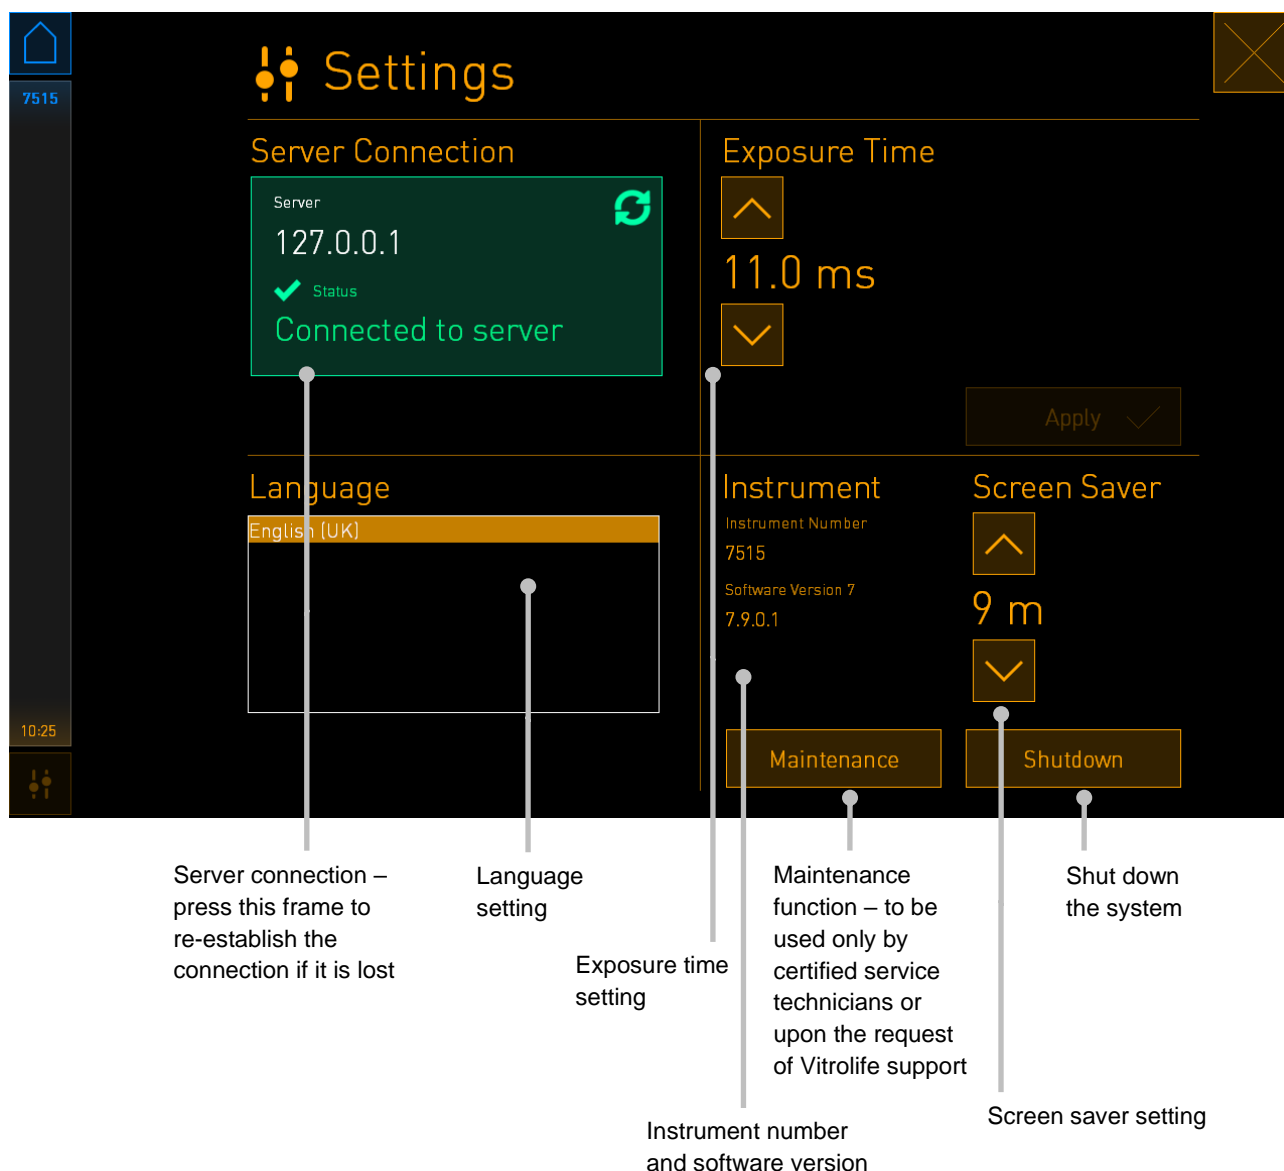 Settings
7515
Server Connection
Server
127.0.0.1
Status
Connected to server
Exposure Time
11.0 ms
Apply
Language
English (UK)
Instrument
Instrument Number
7515
Software Version 7
7.9.0.1
Screen Saver
9 m
10:25
Maintenance
Shutdown
Server connection –
press this frame to
re-establish the
connection if it is lost
Language
setting
Exposure time
setting
Maintenance
function – to be
used only by
certified service
technicians or
upon the request
of Vitrolife support
Shut down
the system
Instrument number
and software version
Screen saver setting